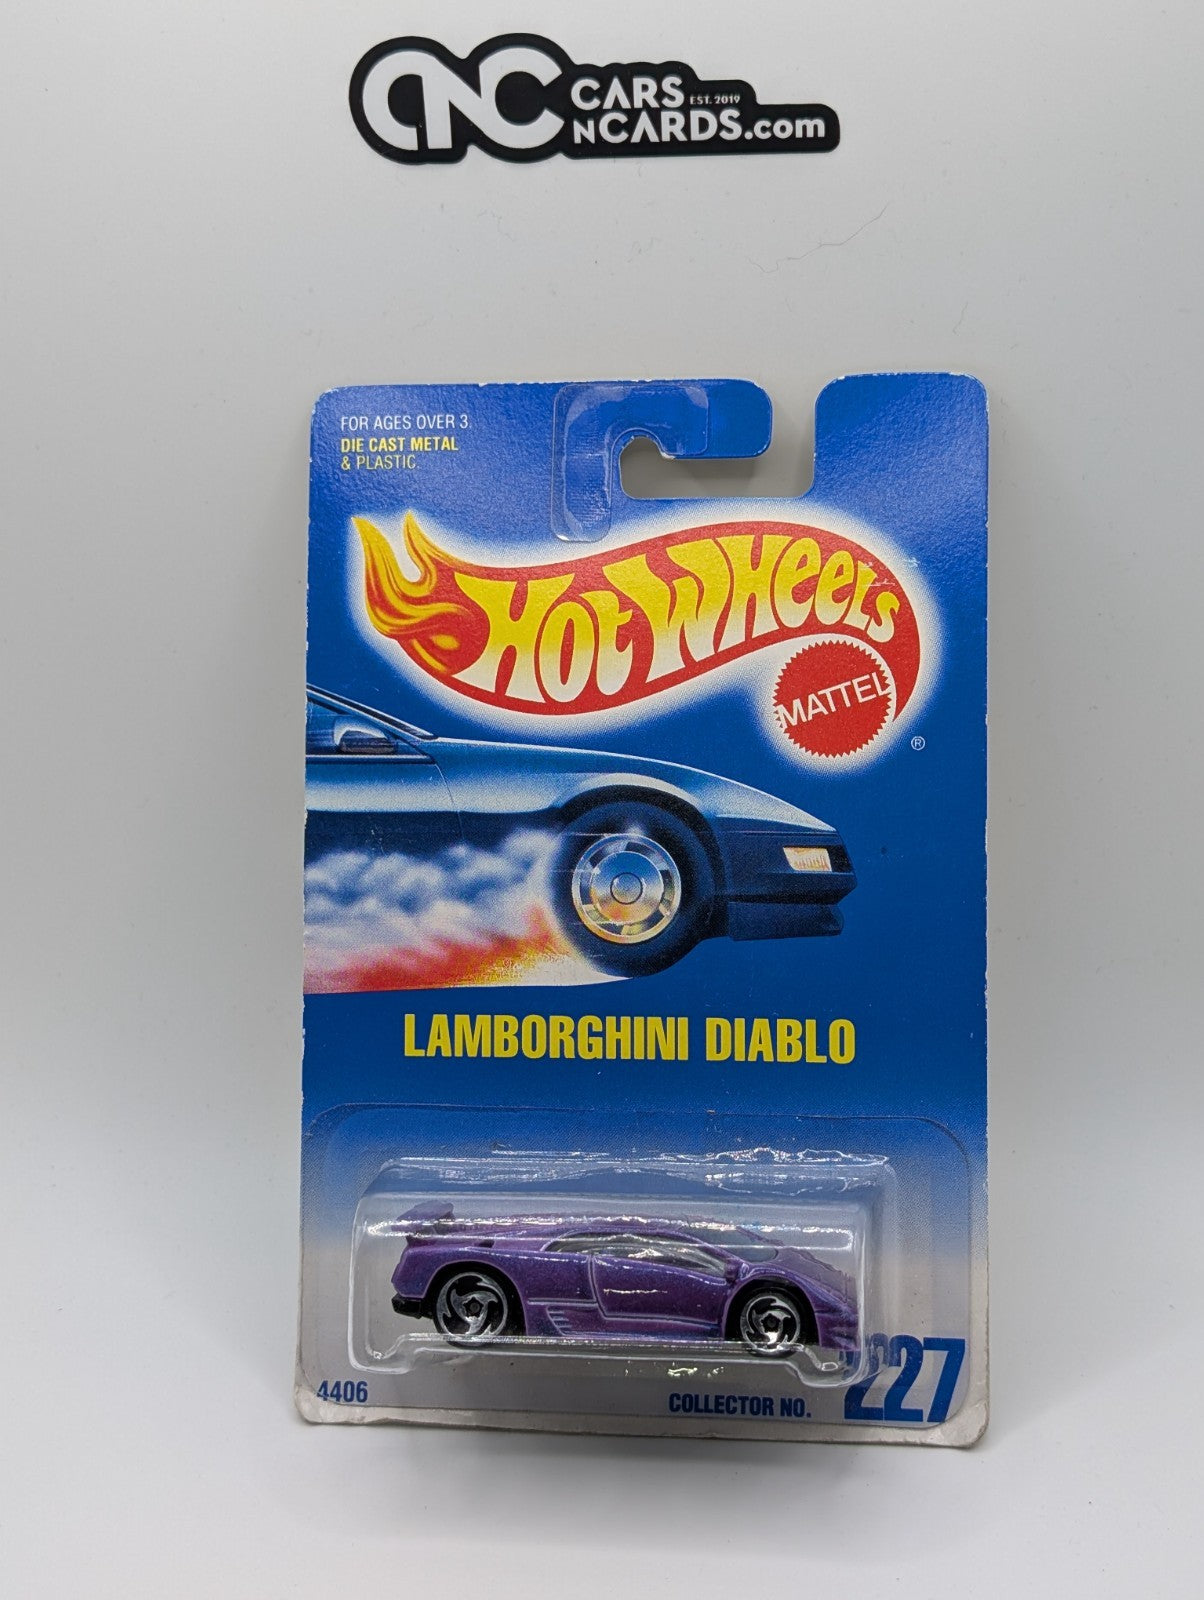 CNC CARS EST. 2019
NCARDS.com
FOR AGES OVER 3
DIE CAST METAL
& PLASTIC.
HOT WHEELS
MATTEL
®
LAMBORGHINI DIABLO
4406
COLLECTOR NO. 227